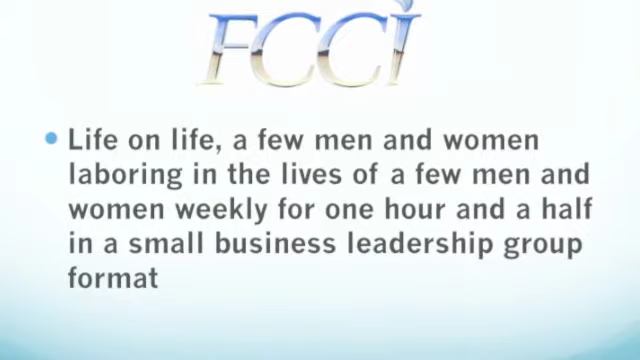 FCCi
Life on life, a few men and women
laboring in the lives of a few men and
women weekly for one hour and a half
in a small business leadership group
format